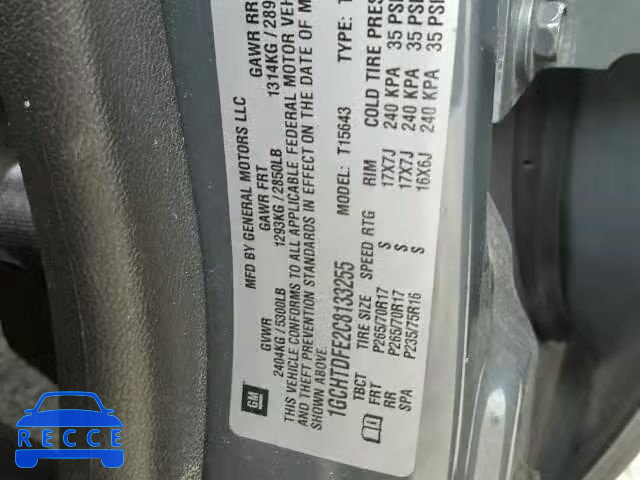 MFD BY GENERAL MOTORS LLC
GVWR GAWR FRT GAWR RR
2404KG / 5300LB 1293KG / 2850LB 1314KG / 289
THIS VEHICLE CONFORMS TO ALL APPLICABLE FEDERAL MOTOR VEH
AND THEFT PREVENTION STANDARDS IN EFFECT ON THE DATE OF M
SHOWN ABOVE.
GM
1GCHTDFE2C8133255 MODEL: T15643 TYPE: T
TBCT TIRE SIZE SPEED RTG RIM COLD TIRE PRES
FRT P265/70R17 S 17X7J 240 KPA 35 PSI
RR P265/70R17 S 17X7J 240 KPA 35 PSI
SPA P235/75R16 S 16X6J 240 KPA 35 PSI
RECCE